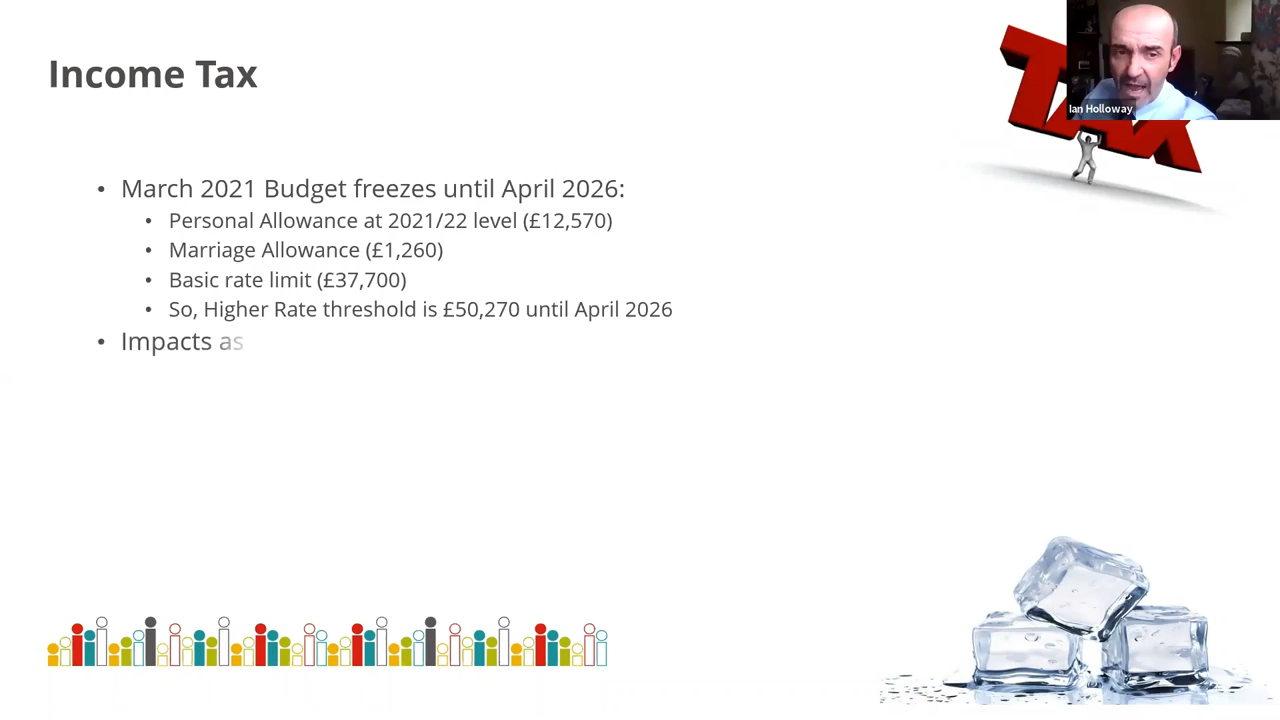 Income Tax
TAX
Ian Holloway
• March 2021 Budget freezes until April 2026:
• Personal Allowance at 2021/22 level (£12,570)
• Marriage Allowance (£1,260)
• Basic rate limit (£37,700)
• So, Higher Rate threshold is £50,270 until April 2026
• Impacts as